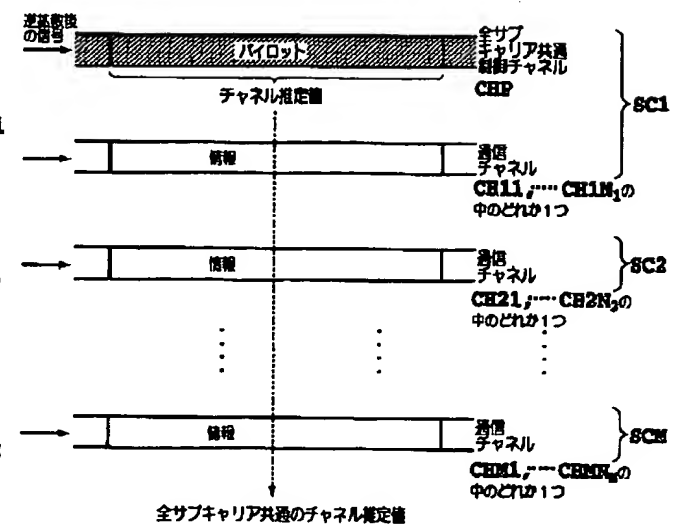 逆拡散後
の信号
パイロット
全サブ
キャリア共通
制御チャネル
CHP
SC1
チャネル推定値
情報
通信
チャネル
CH11,……CH1N₁の
中のどれか1つ
情報
通信
チャネル
SC2
CH21,……CH2N₂の
中のどれか1つ
情報
通信
チャネル
SCM
CHM1,……CHMNₘの
中のどれか1つ
全サブキャリア共通のチャネル推定値